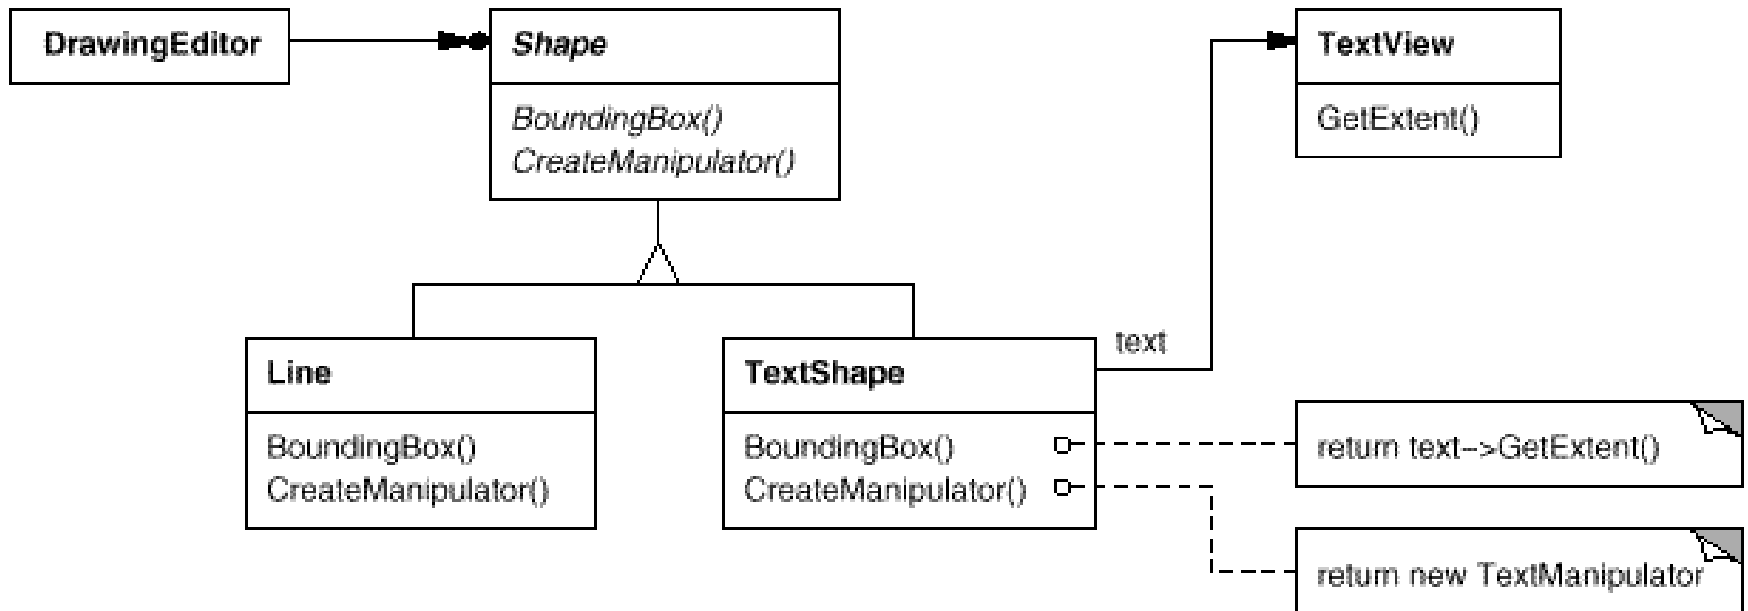 DrawingEditor
Shape
BoundingBox()
CreateManipulator()
TextView
GetExtent()
Line
BoundingBox()
CreateManipulator()
TextShape
BoundingBox()
CreateManipulator()
text
return text->GetExtent()
return new TextManipulator